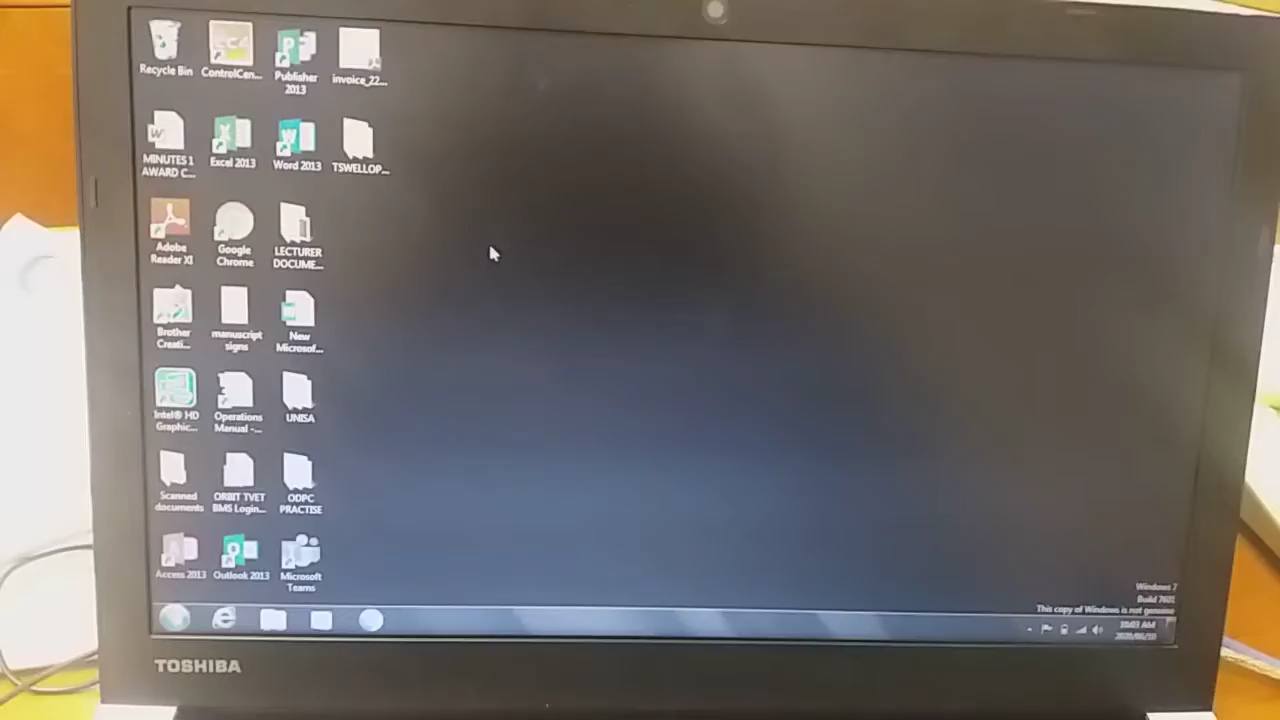 Recycle Bin
ControlCen...
Publisher
2013
invoice_22...
MINUTES 1
AWARD C...
Excel 2013
Word 2013
TSWELLOP...
Adobe
Reader XI
Google
Chrome
LECTURER
DOCUME...
Brother
Creati...
manuscript
signs
New
Microsof...
Intel® HD
Graphic...
Operations
Manual -...
UNISA
Scanned
documents
ORBIT TVET
BMS Login...
ODPC
PRACTISE
Access 2013
Outlook 2013
Microsoft
Teams
Windows 7
Build 7601
This copy of Windows is not genuine
10:03 AM
TOSHIBA